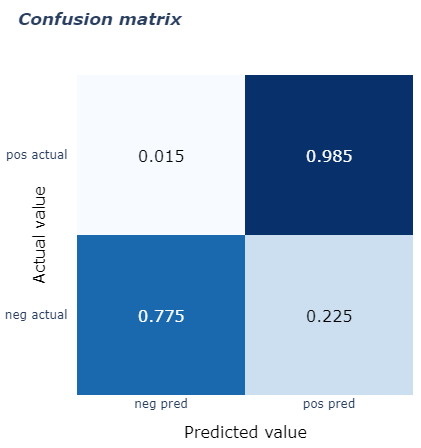 Confusion matrix
pos actual
0.015
0.985
Actual value
neg actual
0.775
0.225
neg pred
pos pred
Predicted value